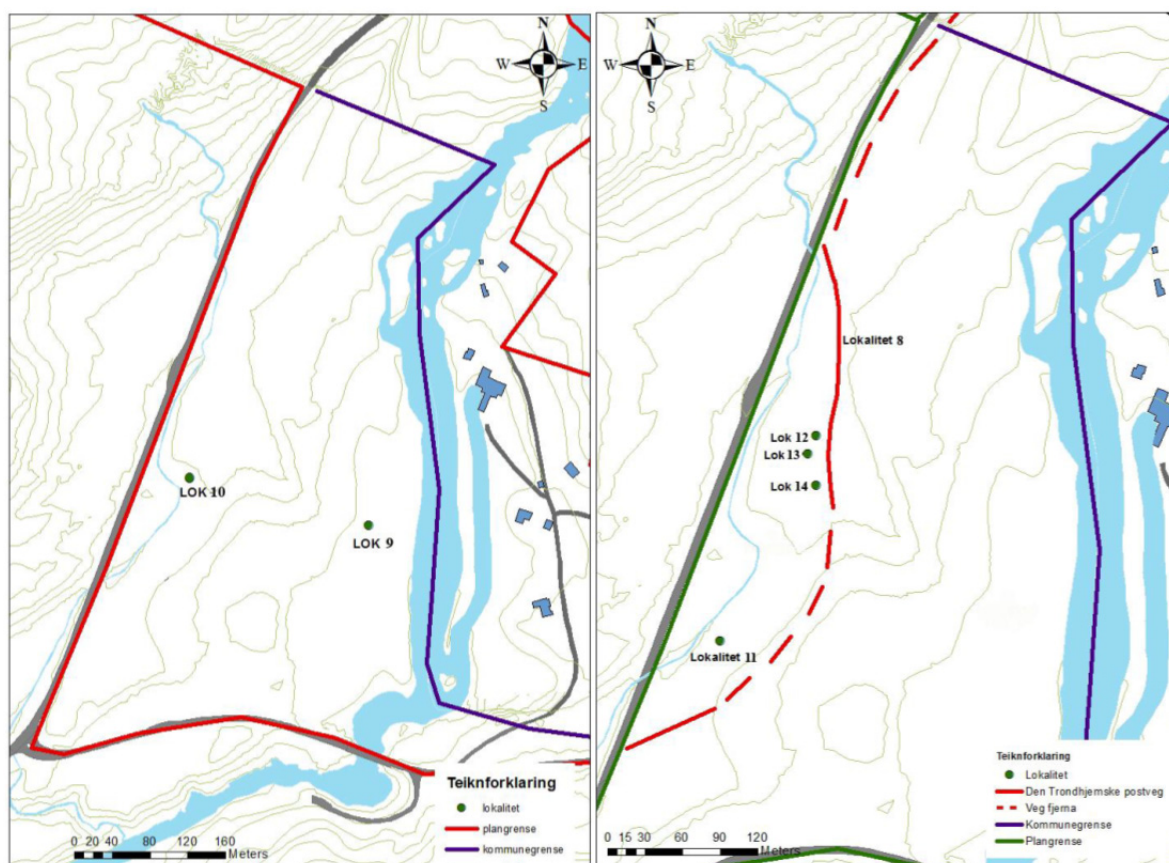 N
W E
S
LOK 10
LOK 9
Teiknforklaring
lokalitet
plangrense
kommunegrense
0 20 40 80 120 160
Meters
N
W E
S
Lokalitet 8
Lok 12
Lok 13
Lok 14
Lokalitet 11
Teiknforklaring
Lokalitet
Den Trondhjemske postveg
Veg fjerna
Kommunegrense
Plangrense
0 15 30 60 90 120
Meters